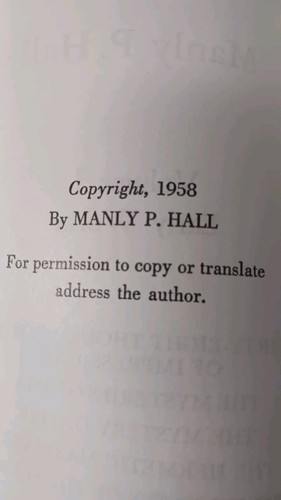 Copyright, 1958
By MANLY P. HALL
For permission to copy or translate
address the author.